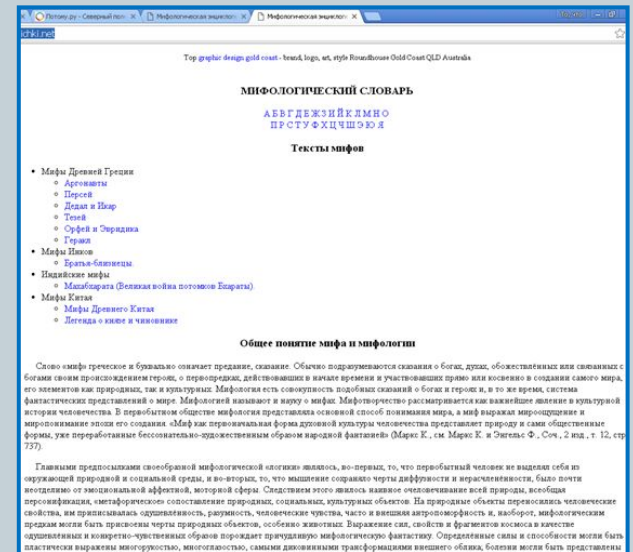 Потому.ру - Северный пол
Мифологическая энциклоп
Мифологическая энциклоп
ichki.net
Top graphic design gold coast - brand, logo, art, style Roundhouse Gold Coast QLD Australia
МИФОЛОГИЧЕСКИЙ СЛОВАРЬ
А Б В Г Д Е Ж З И Й К Л М Н О
П Р С Т У Ф Х Ц Ч Ш Э Ю Я
Тексты мифов
Мифы Древней Греции
Аргонавты
Персей
Дедал и Икар
Тезей
Орфей и Эвридика
Геракл
Мифы Инков
Братья-близнецы.
Индийские мифы
Махабхарата (Великая война потомков Бхараты).
Мифы Китая
Мифы Древнего Китая
Легенда о князе и чиновнике
Общее понятие мифа и мифологии
Слово «миф» греческое и буквально означает предание, сказание. Обычно подразумеваются сказания о богах, духах, обожествлённых или связанных с
богами своим происхождением героях, о первопредках, действовавших в начале времени и участвовавших прямо или косвенно в создании самого мира,
его элементов как природных, так и культурных. Мифология есть совокупность подобных сказаний о богах и героях и, в то же время, система
фантастических представлений о мире. Мифологией называют и науку о мифах. Мифотворчество рассматривается как важнейшее явление в культурной
истории человечества. В первобытном обществе мифология представляла основной способ понимания мира, а миф выражал мироощущение и
миропонимание эпохи его создания. «Миф как первоначальная форма духовной культуры человечества представляет природу и сами общественные
формы, уже переработанные бессознательно-художественным образом народной фантазией» (Маркс К., см. Маркс К. и Энгельс Ф., Соч., 2 изд., т. 12, стр
737).
Главными предпосылками своеобразной мифологической «логики» являлось, во-первых, то, что первобытный человек не выделял себя из
окружающей природной и социальной среды, и во-вторых, то, что мышление сохраняло черты диффузности и нерасчленённости, было почти
неотделимо от эмоциональной аффектной, моторной сферы. Следствием этого явилось наивное очеловечивание всей природы, всеобщая
персонификация, «метафорическое» сопоставление природных, социальных, культурных объектов. На природные объекты переносились человеческие
свойства, им приписывалась одушевлённость, разумность, человеческие чувства, часто и внешняя антропоморфность и, наоборот, мифологическим
предкам могли быть присвоены черты природных объектов, особенно животных. Выражение сил, свойств и фрагментов космоса в качестве
одушевлённых и конкретно-чувственных образов порождает причудливую мифологическую фантастику. Определённые силы и способности могли быть
пластически выражены многорукостью, многоглазостью, самыми диковинными трансформациями внешнего облика, болезни могли быть представлены